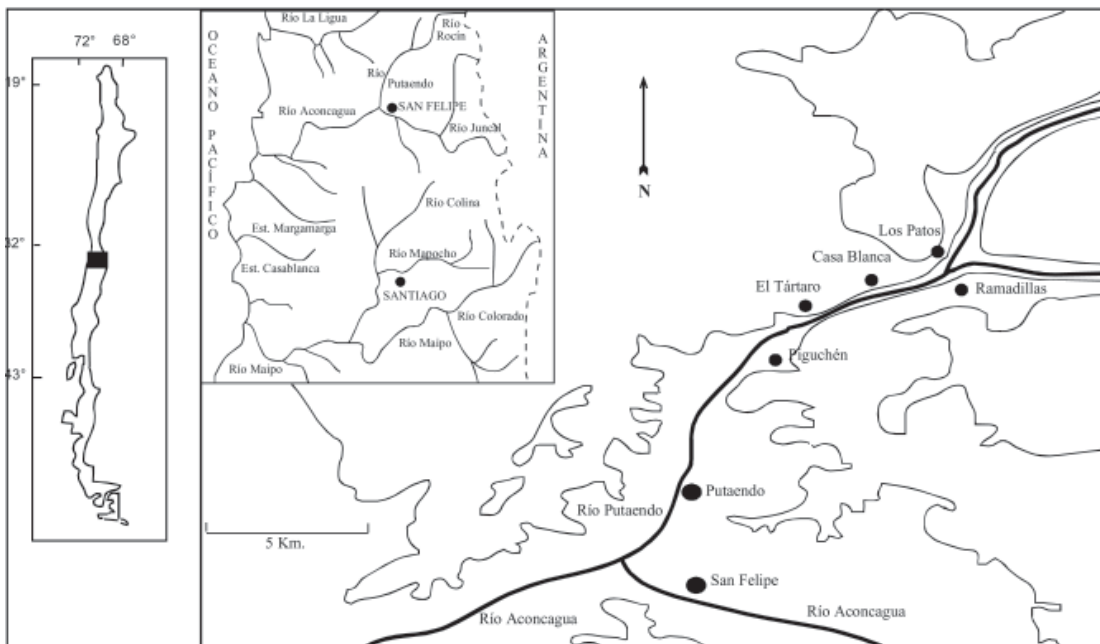 72° 68°
19°
32°
43°
Río La Ligua
Río
Rocín
OCEANO PACÍFICO
ARGENTINA
Río
Putaendo
SAN FELIPE
Río Aconcagua
Río Juncal
Río Colina
Est. Margamarga
Río Mapocho
Est. Casablanca
SANTIAGO
Río Colorado
Río Maipo
Río Maipo
N
Los Patos
Casa Blanca
El Tártaro
Ramadillas
Piguchén
Putaendo
Río Putaendo
5 Km.
San Felipe
Río Aconcagua
Río Aconcagua